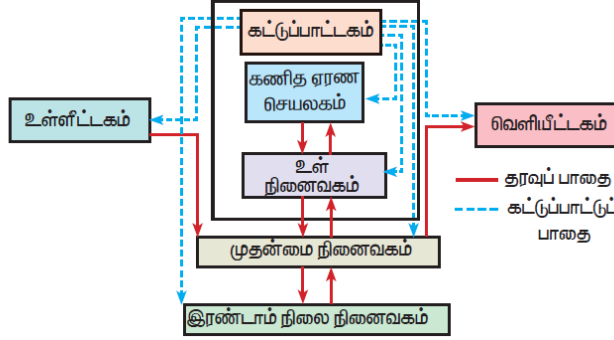 கட்டுப்பாட்டகம்
கணித ஏரண
செயலகம்
உள்ளீட்டகம்
வெளியீட்டகம்
உள்
நினைவகம்
தரவுப் பாதை
கட்டுப்பாட்டுப்
பாதை
முதன்மை நினைவகம்
இரண்டாம் நிலை நினைவகம்